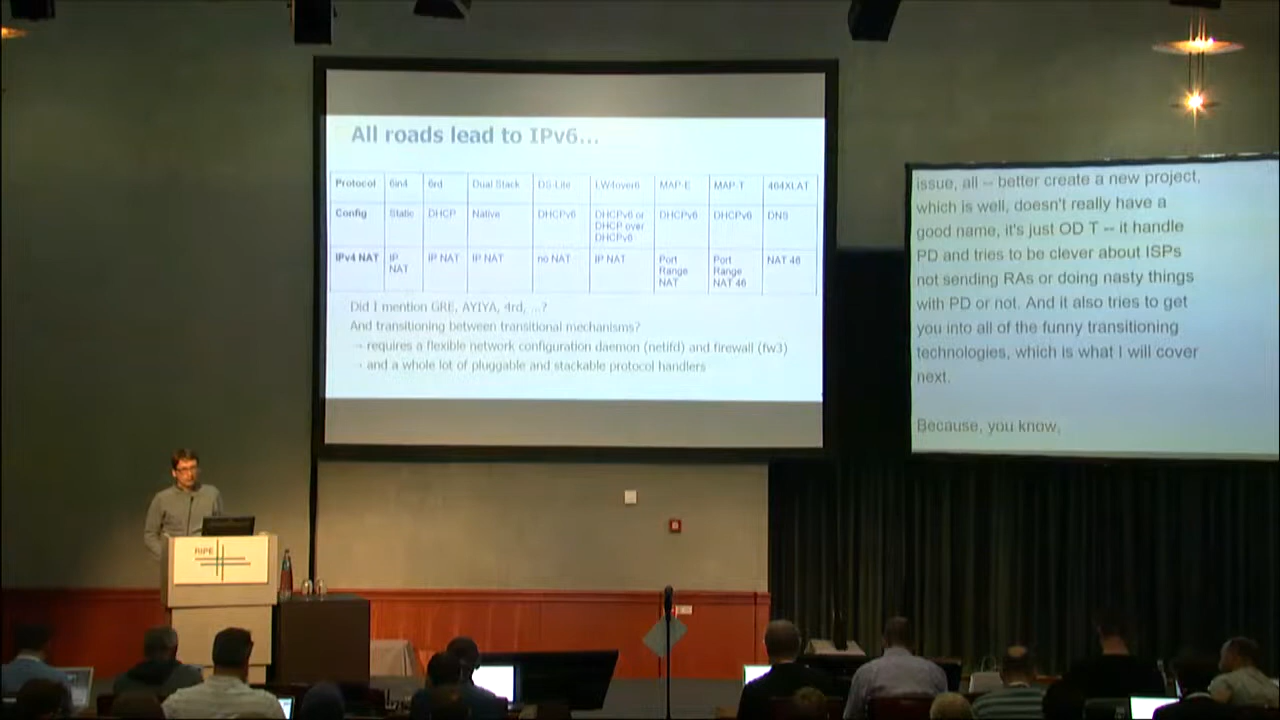 All roads lead to IPv6...
Protocol 6in4 6rd Dual Stack DS-Lite LW4over6 MAP-E MAP-T 464XLAT
Config Static DHCP Native DHCPv6 DHCPv6 or DHCP over DHCPv6 DHCPv6 DHCPv6 DNS
IPv4 NAT IP NAT IP NAT IP NAT no NAT IP NAT Port Range NAT Port Range NAT 46 NAT 46
Did I mention GRE, AYIYA, 4rd, ...?
And transitioning between transitional mechanisms?
→ requires a flexible network configuration daemon (netifd) and firewall (fw3)
→ and a whole lot of pluggable and stackable protocol handlers
issue, all -- better create a new project,
which is well, doesn't really have a
good name, it's just OD T -- it handle
PD and tries to be clever about ISPs
not sending RAs or doing nasty things
with PD or not. And it also tries to get
you into all of the funny transitioning
technologies, which is what I will cover
next.
Because, you know,
RIPE